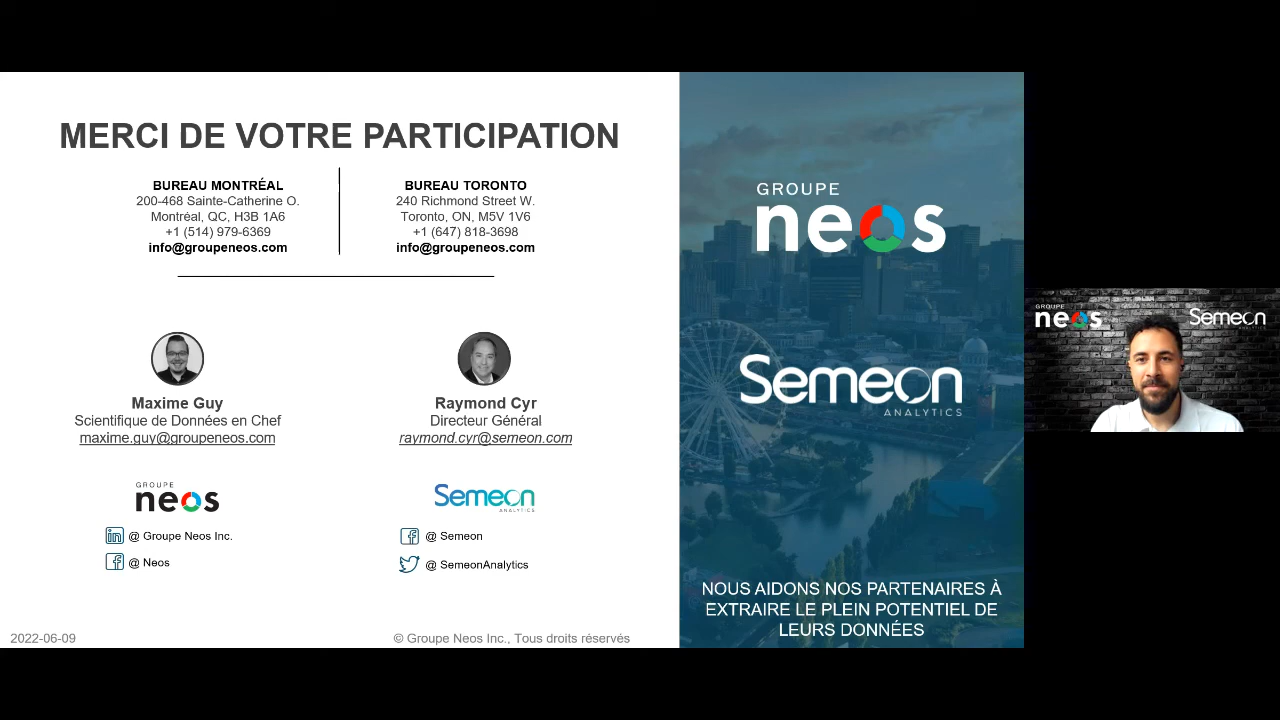 MERCI DE VOTRE PARTICIPATION
BUREAU MONTRÉAL
200-468 Sainte-Catherine O.
Montréal, QC, H3B 1A6
+1 (514) 979-6369
info@groupeneos.com
BUREAU TORONTO
240 Richmond Street W.
Toronto, ON, M5V 1V6
+1 (647) 818-3698
info@groupeneos.com
Maxime Guy
Scientifique de Données en Chef
maxime.guy@groupeneos.com
Raymond Cyr
Directeur Général
raymond.cyr@semeon.com
GROUPE
neos
@ Groupe Neos Inc.
@ Neos
Semeon
ANALYTICS
@ Semeon
@ SemeonAnalytics
2022-06-09
© Groupe Neos Inc., Tous droits réservés
GROUPE
neos
Semeon
ANALYTICS
NOUS AIDONS NOS PARTENAIRES À
EXTRAIRE LE PLEIN POTENTIEL DE
LEURS DONNÉES
GROUPE
neos
Semeon